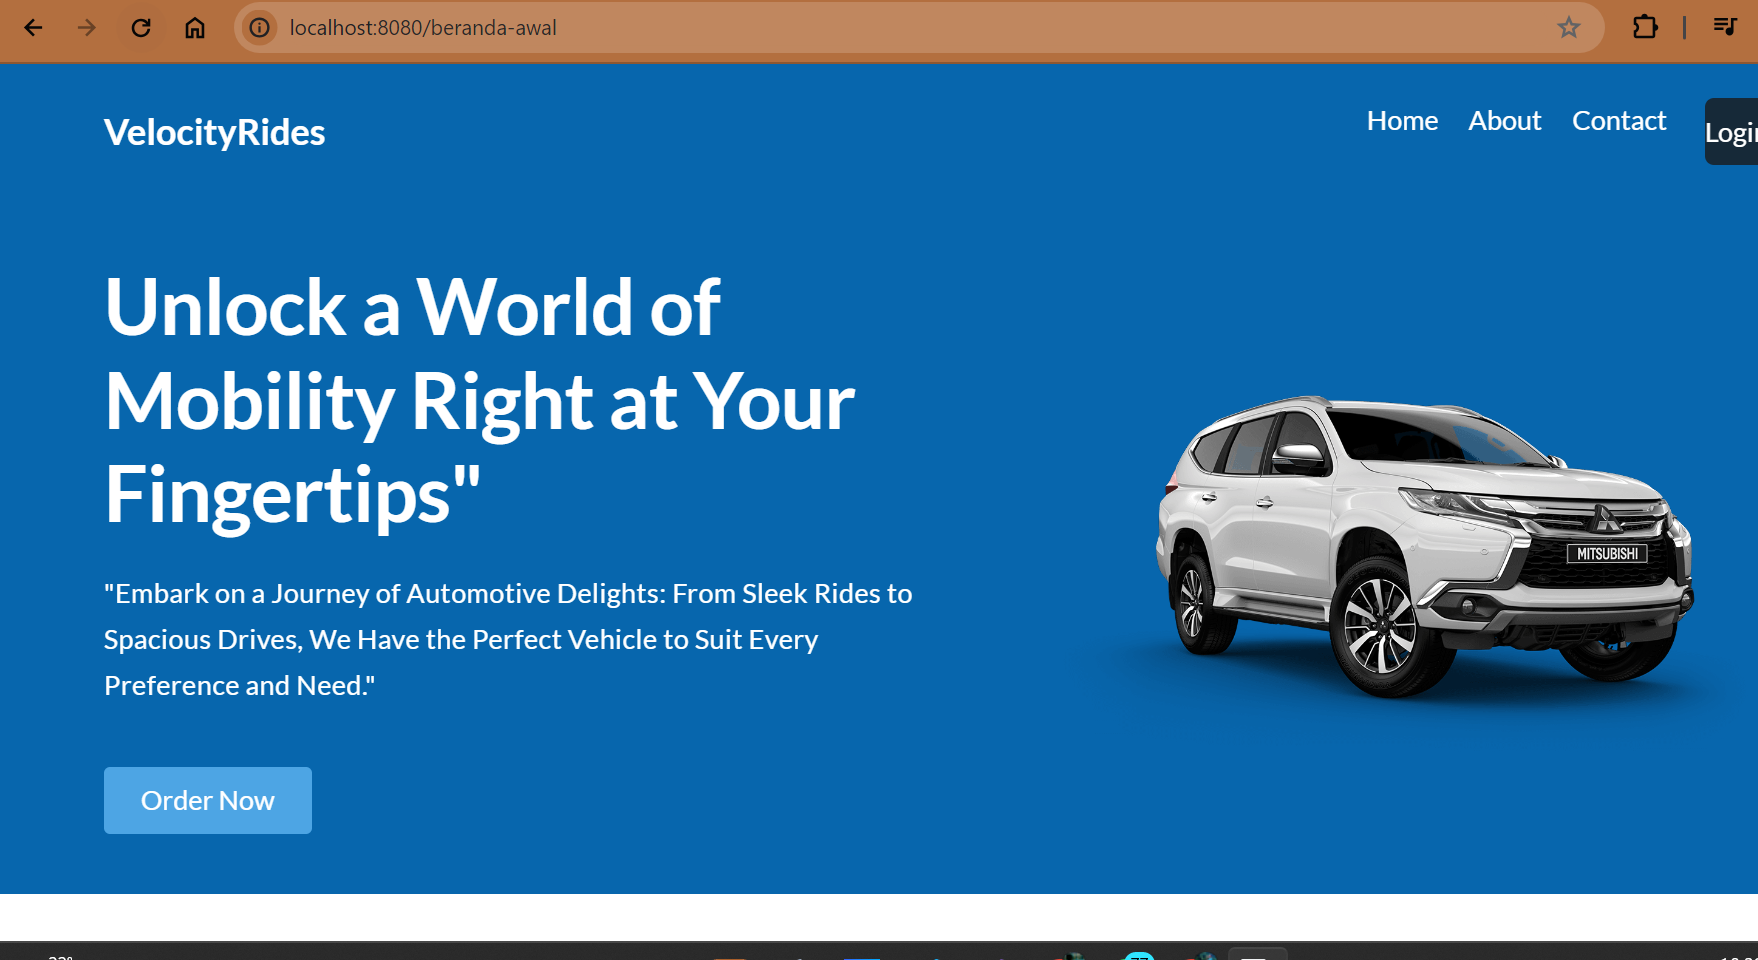 localhost:8080/beranda-awal
VelocityRides
Home About Contact
Unlock a World of
Mobility Right at Your
Fingertips"
"Embark on a Journey of Automotive Delights: From Sleek Rides to
Spacious Drives, We Have the Perfect Vehicle to Suit Every
Preference and Need."
MITSUBISHI
Order Now